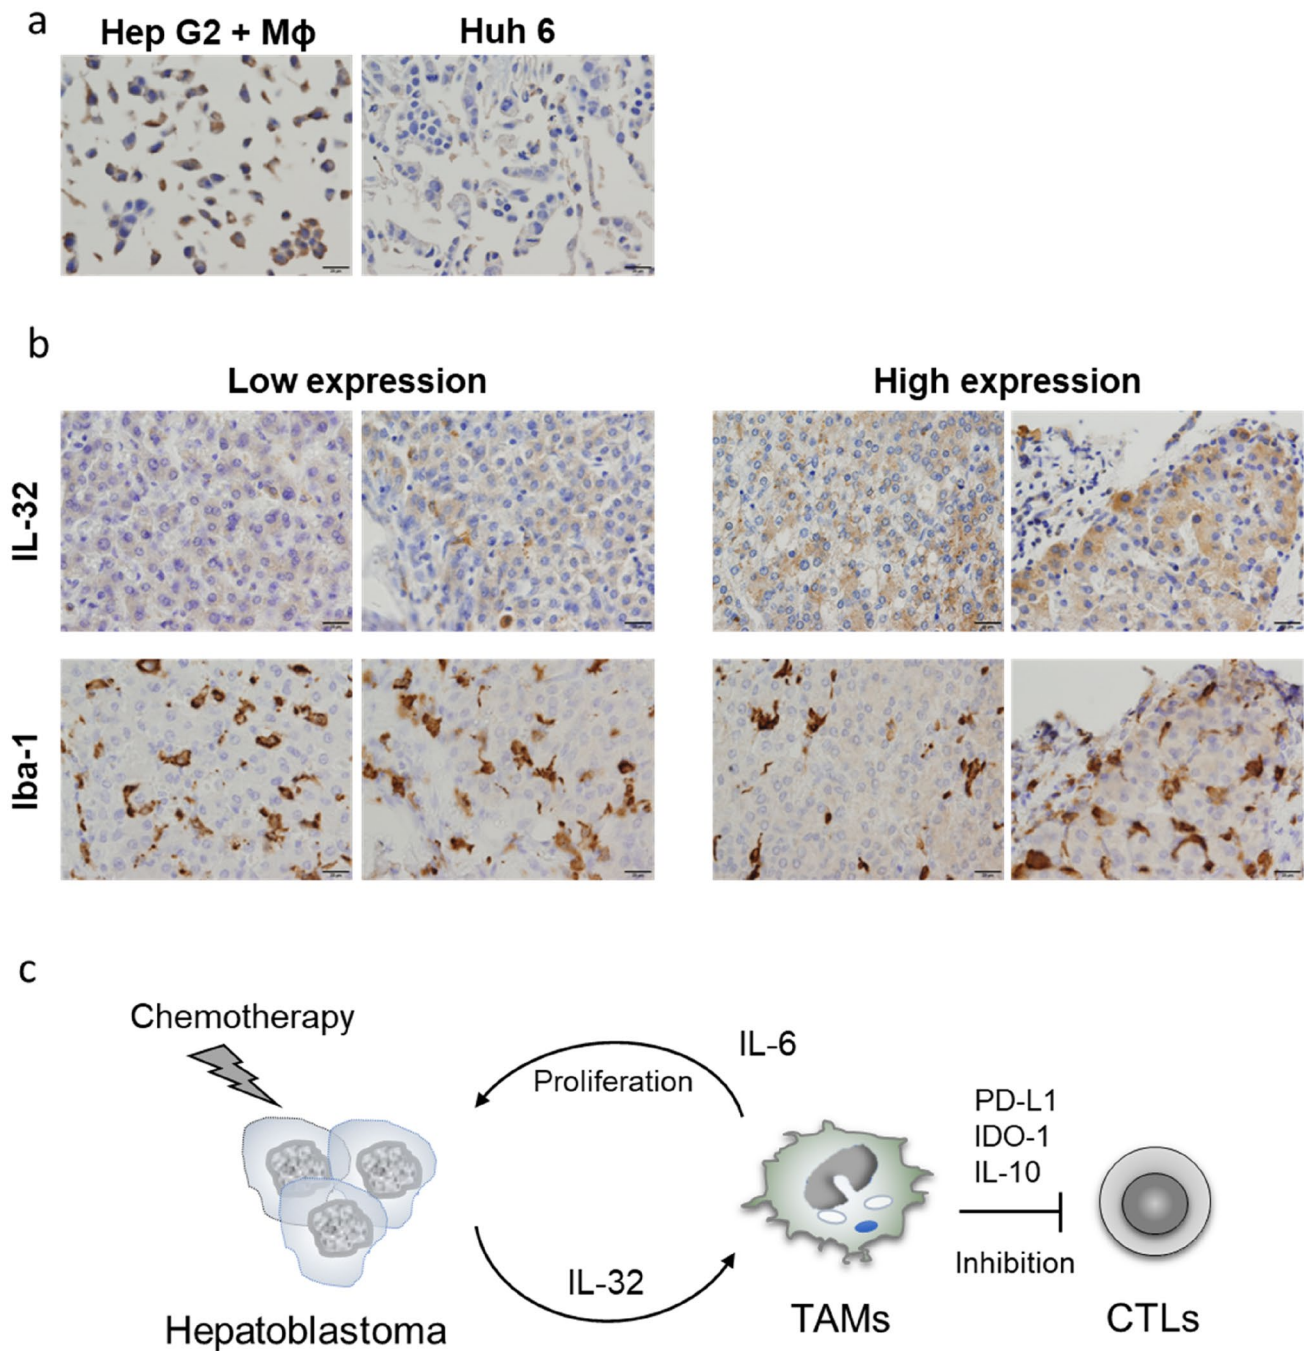 a
Hep G2 + Mϕ
Huh 6
b
Low expression
High expression
IL-32
Iba-1
c
Chemotherapy
IL-6
Proliferation
PD-L1
IDO-1
IL-10
Inhibition
IL-32
Hepatoblastoma
TAMs
CTLs